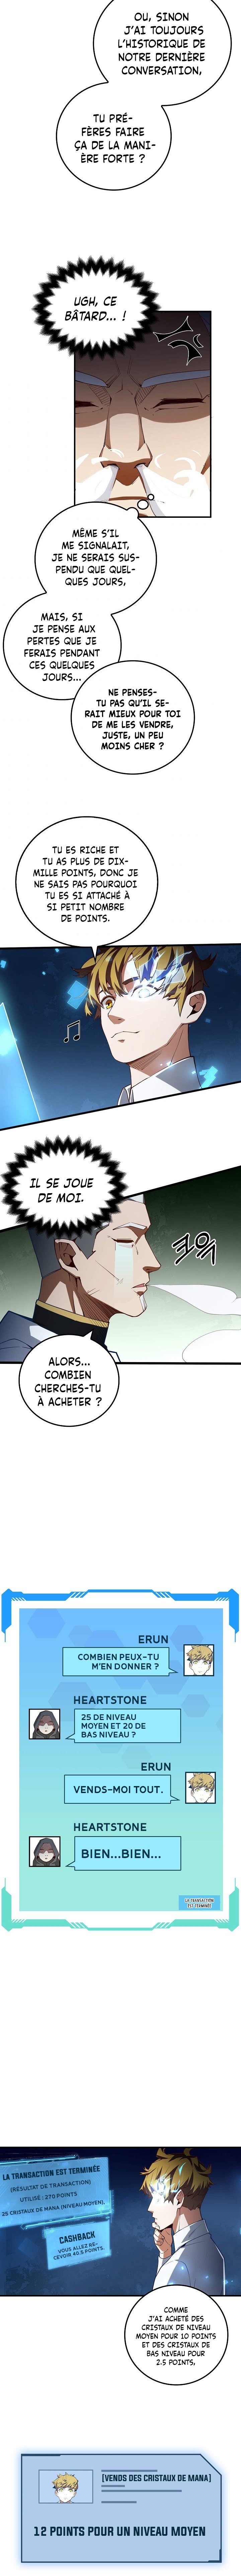 OU, SINON
J'AI TOUJOURS
L'HISTORIQUE DE
NOTRE DERNIÈRE
CONVERSATION,
TU PRÉ-
FÈRES FAIRE
ÇA DE LA MANI-
ÈRE FORTE ?
UGH, CE
BÂTARD... !
MÊME S'IL
ME SIGNALAIT,
JE NE SERAIS SUS-
PENDU QUE QUEL-
QUES JOURS,
MAIS, SI
JE PENSE AUX
PERTES QUE JE
FERAIS PENDANT
CES QUELQUES
JOURS...
NE PENSES-
TU PAS QU'IL SE-
RAIT MIEUX POUR TOI
DE ME LES VENDRE,
JUSTE, UN PEU
MOINS CHER ?
TU ES RICHE ET
TU AS PLUS DE DIX-
MILLE POINTS, DONC JE
NE SAIS PAS POURQUOI
TU ES SI ATTACHÉ À
SI PETIT NOMBRE
DE POINTS.
IL SE JOUE
DE MOI.
ALORS...
COMBIEN
CHERCHES-TU
À ACHETER ?
ERUN
COMBIEN PEUX-TU
M'EN DONNER ?
HEARTSTONE
25 DE NIVEAU
MOYEN ET 20 DE
BAS NIVEAU ?
ERUN
VENDS-MOI TOUT.
HEARTSTONE
BIEN...BIEN...
LA TRANSACTION
EST TERMINÉE
LA TRANSACTION EST TERMINÉE
[RÉSULTAT DE TRANSACTION]
UTILISÉ : 270 POINTS
25 CRISTAUX DE MANA (NIVEAU MOYEN),
CASHBACK
VOUS ALLEZ RE-
CEVOIR 40.5 POINTS.
COMME
J'AI ACHETÉ DES
CRISTAUX DE NIVEAU
MOYEN POUR 10 POINTS
ET DES CRISTAUX DE
BAS NIVEAU POUR
2.5 POINTS,
[VENDS DES CRISTAUX DE MANA]
12 POINTS POUR UN NIVEAU MOYEN